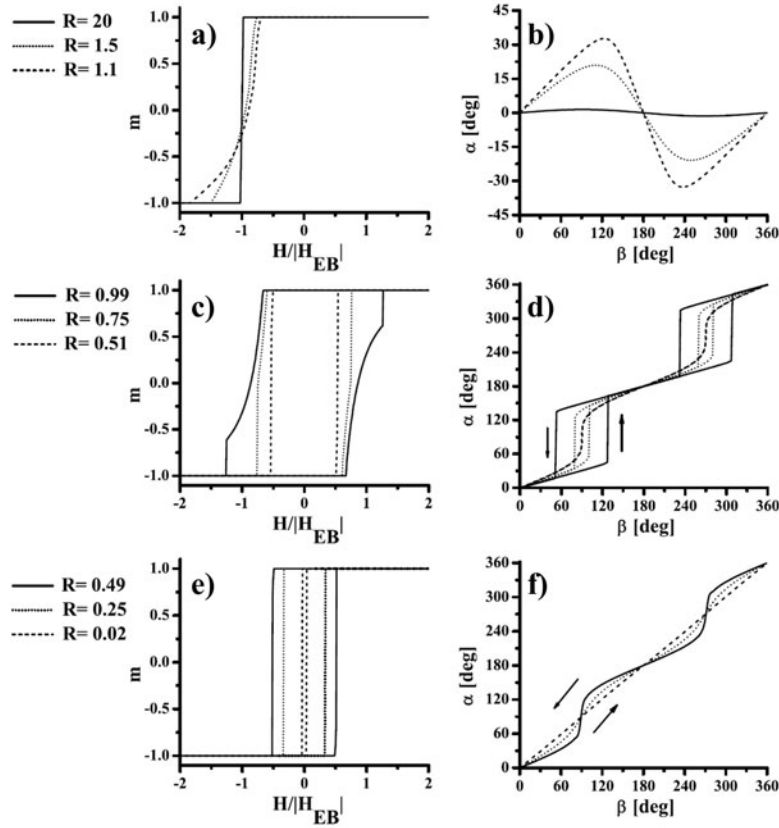 R= 20
R= 1.5
R= 1.1
a)
1.0
0.5
0.0
-0.5
-1.0
m
-2 -1 0 1 2
H/|H_EB|
b)
45
30
15
0
15
-30
45
α [deg]
0 60 120 180 240 300 360
β [deg]
R= 0.99
R= 0.75
R= 0.51
c)
1.0
0.5
0.0
-0.5
-1.0
m
-2 -1 0 1 2
H/|H_EB|
d)
360
300
240
180
120
60
0
α [deg]
0 60 120 180 240 300 360
β [deg]
R= 0.49
R= 0.25
R= 0.02
e)
1.0
0.5
0.0
-0.5
-1.0
m
-2 -1 0 1 2
H/|H_EB|
f)
360
300
240
180
120
60
0
α [deg]
0 60 120 180 240 300 360
β [deg]